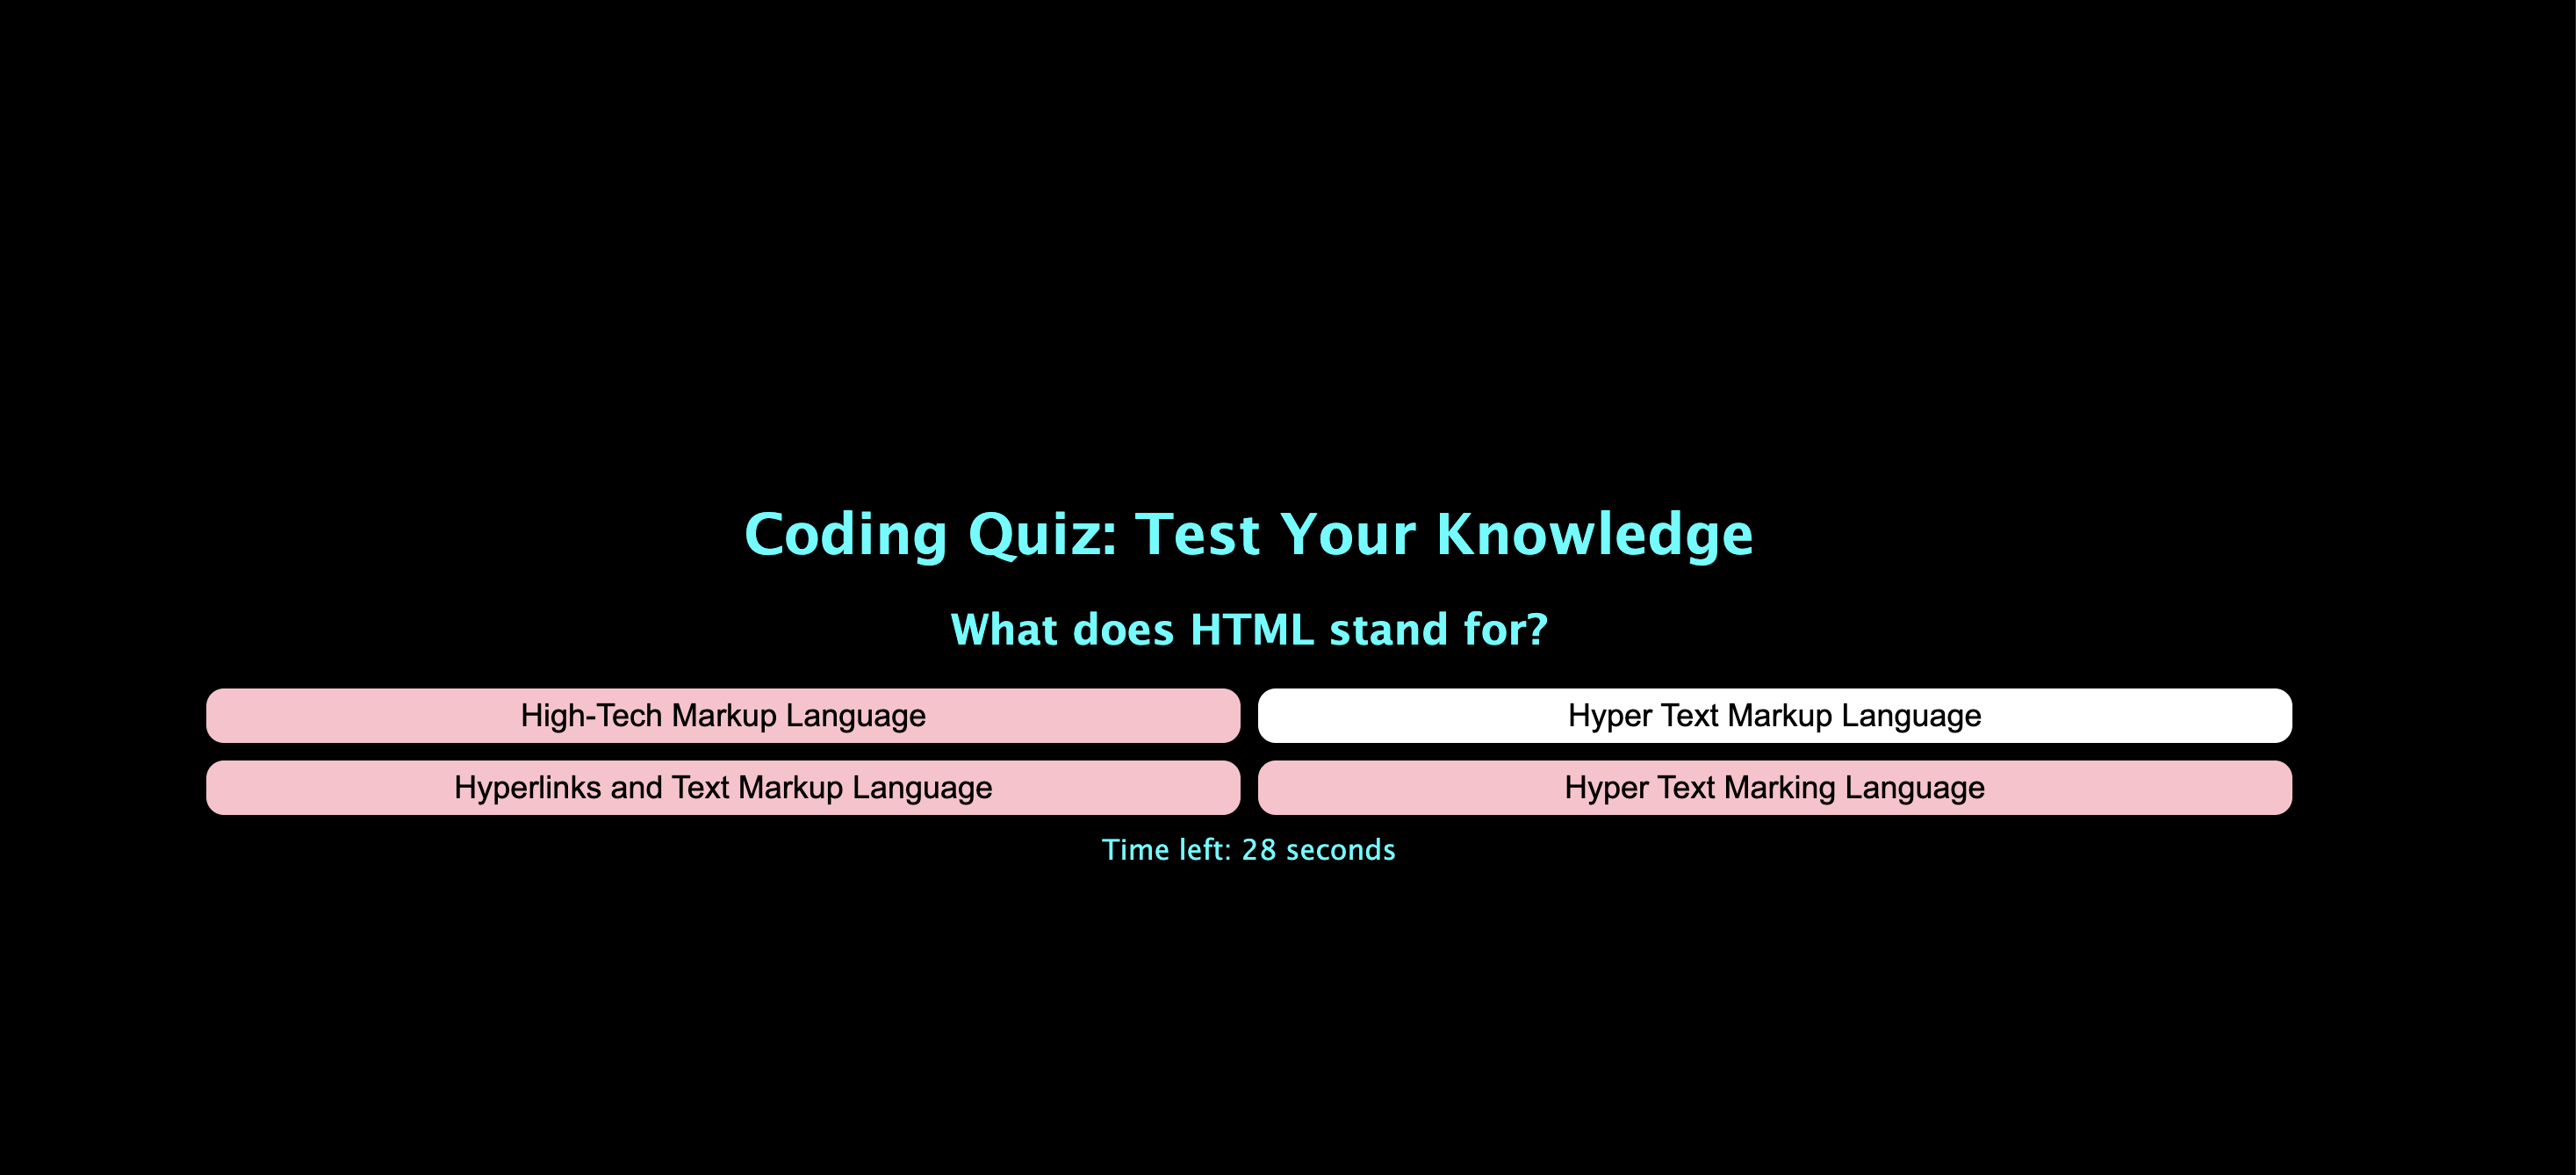 Coding Quiz: Test Your Knowledge
What does HTML stand for?
High-Tech Markup Language
Hyper Text Markup Language
Hyperlinks and Text Markup Language
Hyper Text Marking Language
Time left: 28 seconds